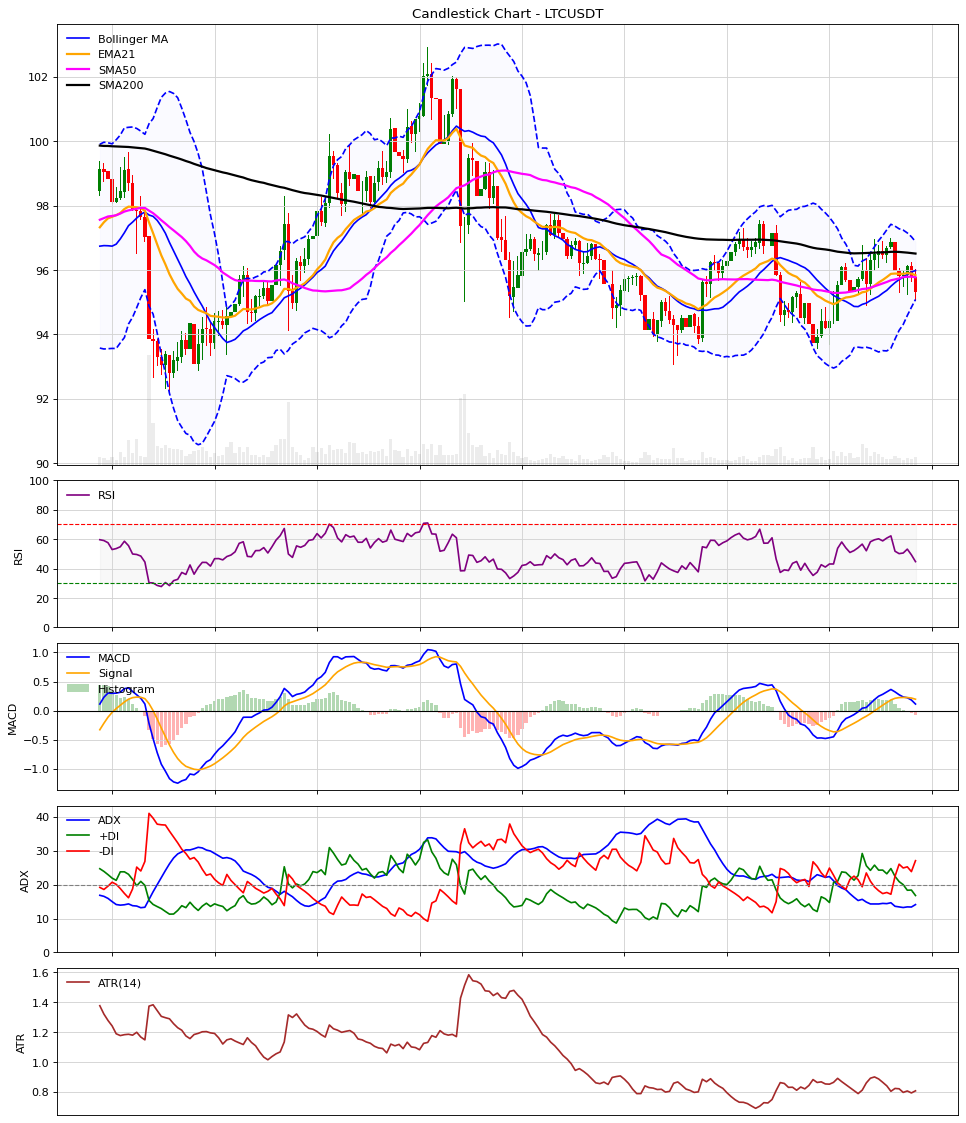 Candlestick Chart - LTCUSDT
Bollinger MA
EMA21
SMA50
SMA200
102
100
98
96
94
92
90
100
80
60
40
20
0
RSI
RSI
1.0
0.5
0.0
−0.5
−1.0
MACD
MACD
Signal
Histogram
40
30
20
10
0
ADX
ADX
+DI
-DI
1.6
1.4
1.2
1.0
0.8
ATR
ATR(14)